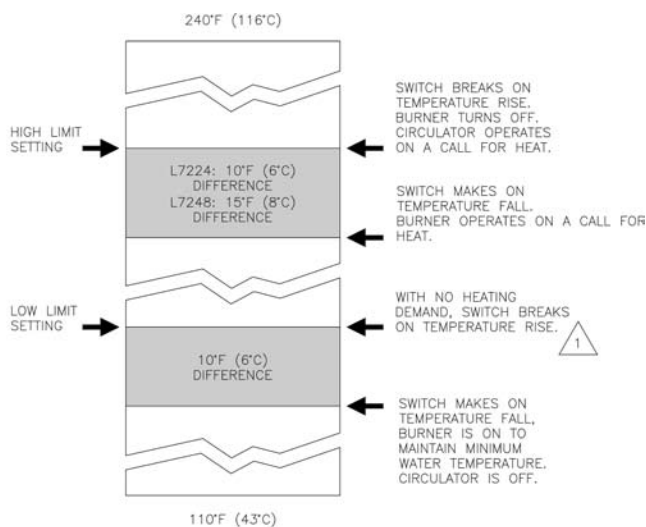 240°F (116°C)
HIGH LIMIT
SETTING
SWITCH BREAKS ON
TEMPERATURE RISE.
BURNER TURNS OFF.
CIRCULATOR OPERATES
ON A CALL FOR HEAT.
L7224: 10°F (6°C)
DIFFERENCE
L7248: 15°F (8°C)
DIFFERENCE
SWITCH MAKES ON
TEMPERATURE FALL.
BURNER OPERATES ON A CALL FOR
HEAT.
LOW LIMIT
SETTING
WITH NO HEATING
DEMAND, SWITCH BREAKS
ON TEMPERATURE RISE.
1
10°F (6°C)
DIFFERENCE
SWITCH MAKES ON
TEMPERATURE FALL,
BURNER IS ON TO
MAINTAIN MINIMUM
WATER TEMPERATURE.
CIRCULATOR IS OFF.
110°F (43°C)